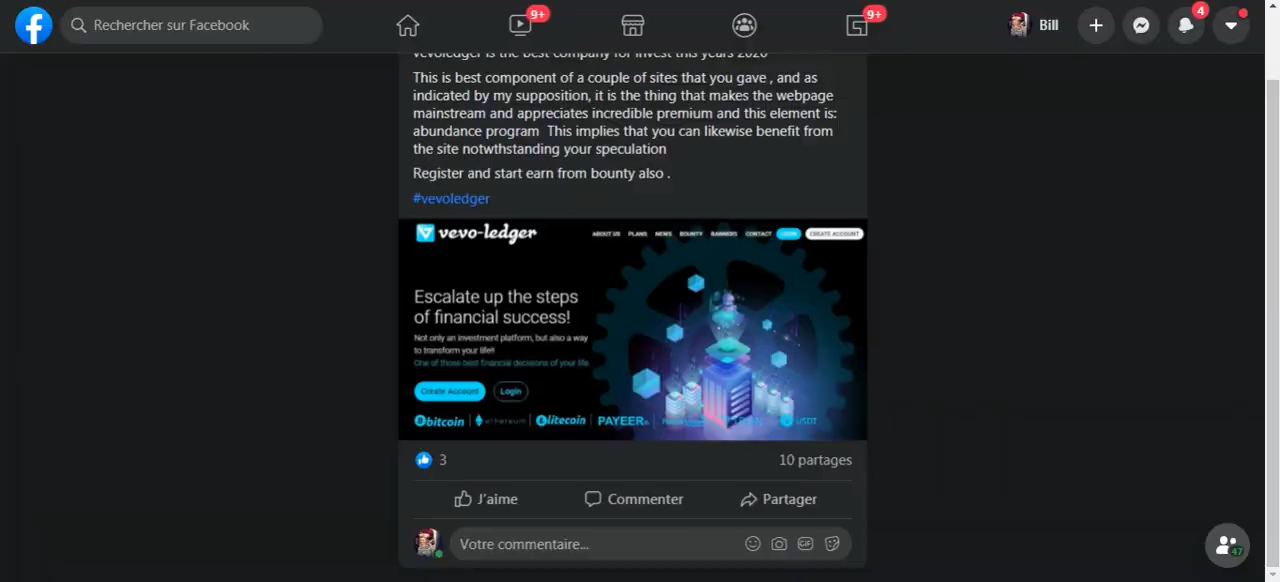 Rechercher sur Facebook
9+
9+
Bill
4
vevoledger is the best company for invest this years 2020
This is best component of a couple of sites that you gave , and as
indicated by my supposition, it is the thing that makes the webpage
mainstream and appreciates incredible premium and this element is:
abundance program  This implies that you can likewise benefit from
the site notwthstanding your speculation
Register and start earn from bounty also .
#vevoledger
vevo-ledger
ABOUT US PLANS NEWS BOUNTY BANNERS CONTACT LOGIN CREATE ACCOUNT
Escalate up the steps
of financial success!
Not only an investment platform, but also a way
to transform your life!!
One of those best financial decisions of your life
Create Account Login
bitcoin ethereum litecoin PAYEER USDT
3
10 partages
J'aime Commenter Partager
Votre commentaire...
GIF
47